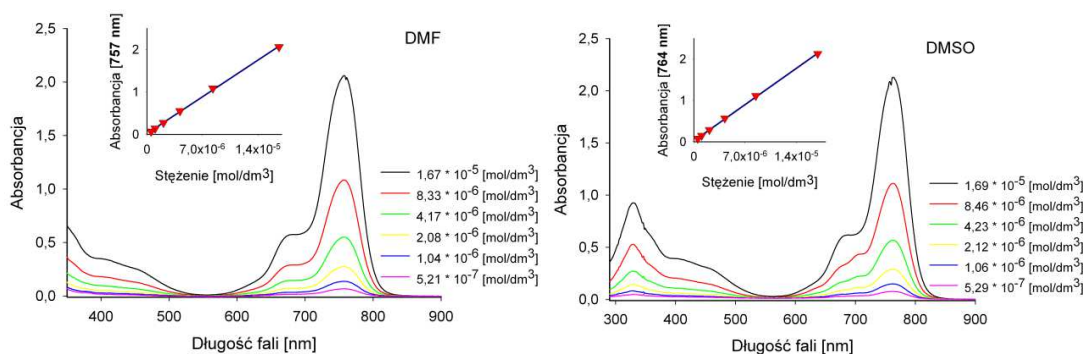 DMF
Absorbancja
2,5
2,0
1,5
1,0
0,5
0,0
400 500 600 700 800 900
Długość fali [nm]
Absorbancja [757 nm]
2
1
0
0 7,0x10-6 1,4x10-5
Stężenie [mol/dm3]
1,67 * 10-5 [mol/dm3]
8,33 * 10-6 [mol/dm3]
4,17 * 10-6 [mol/dm3]
2,08 * 10-6 [mol/dm3]
1,04 * 10-6 [mol/dm3]
5,21 * 10-7 [mol/dm3]
DMSO
Absorbancja
2,5
2,0
1,5
1,0
0,5
0,0
300 400 500 600 700 800 900
Długość fali [nm]
Absorbancja [764 nm]
2
1
0
0 7,0x10-6 1,4x10-5
Stężenie [mol/dm3]
1,69 * 10-5 [mol/dm3]
8,46 * 10-6 [mol/dm3]
4,23 * 10-6 [mol/dm3]
2,12 * 10-6 [mol/dm3]
1,06 * 10-6 [mol/dm3]
5,29 * 10-7 [mol/dm3]